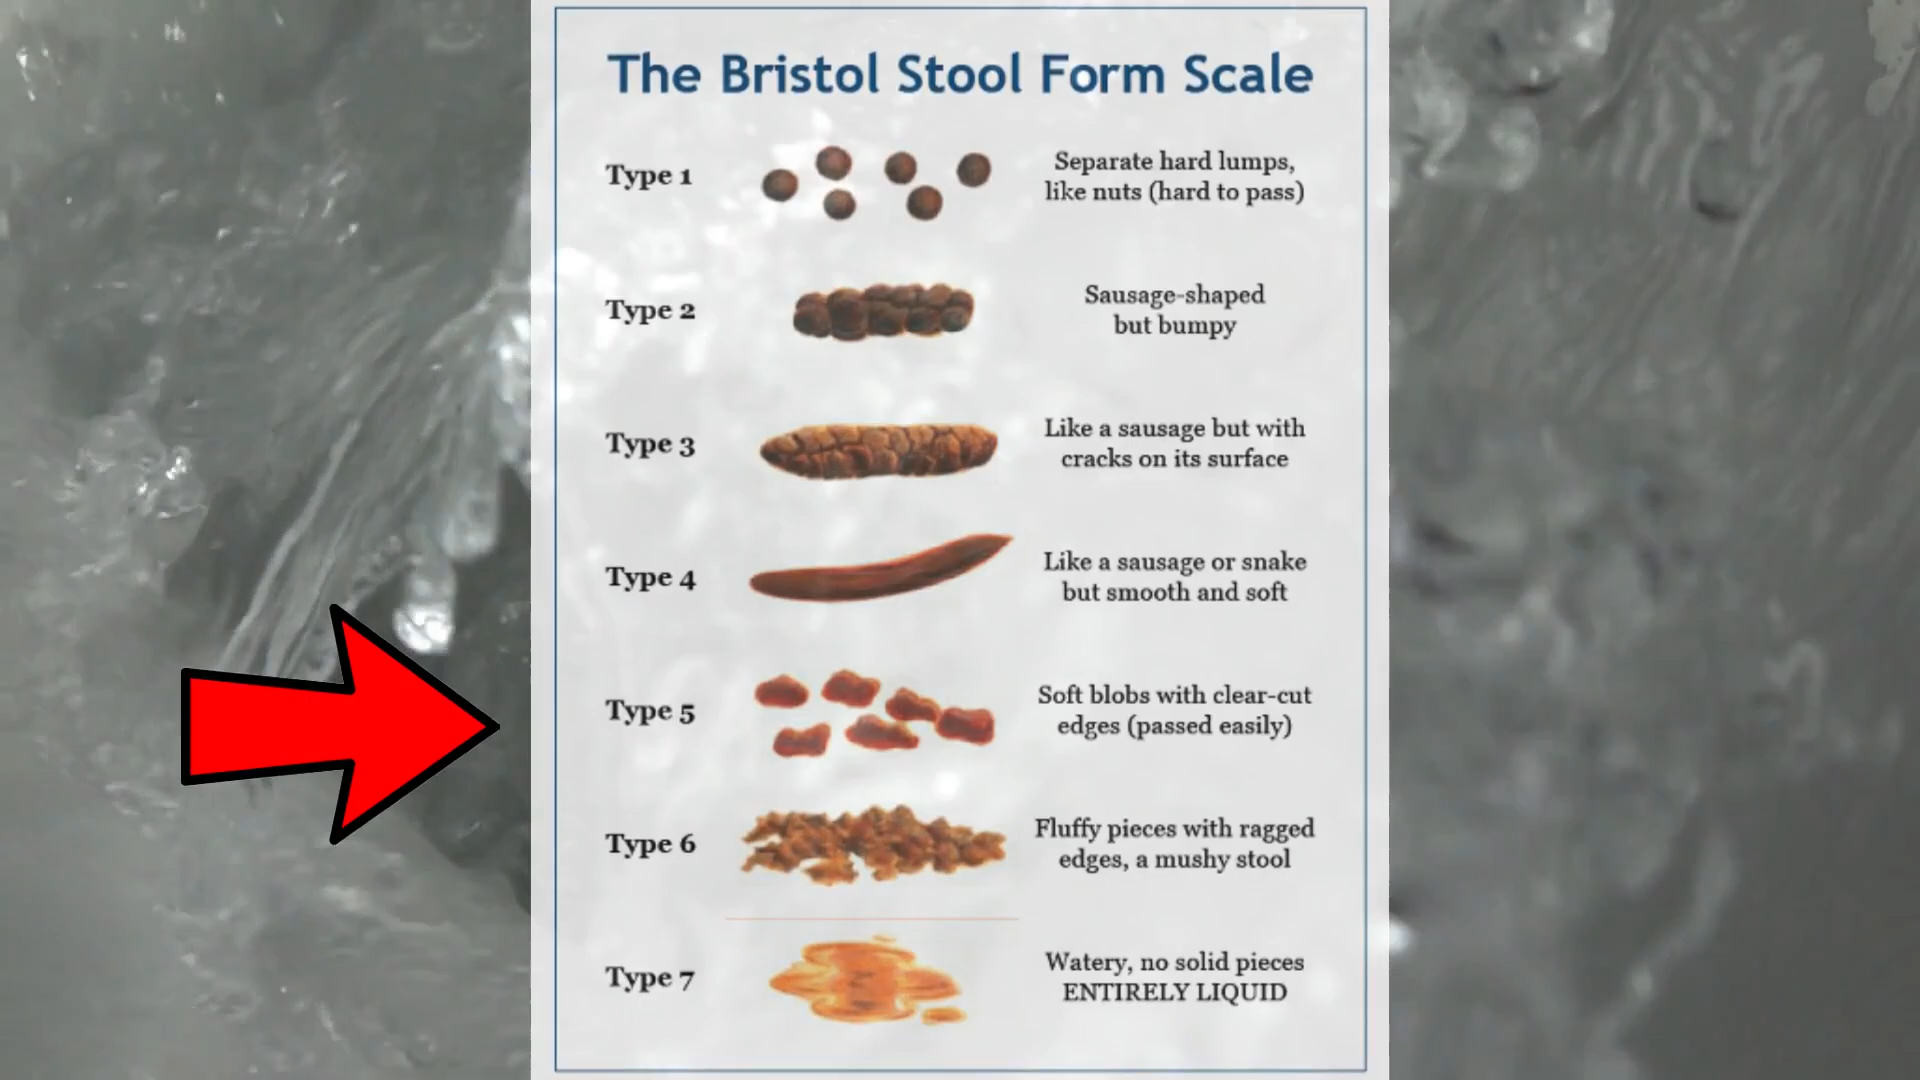 The Bristol Stool Form Scale
Type 1
Separate hard lumps,
like nuts (hard to pass)
Type 2
Sausage-shaped
but bumpy
Type 3
Like a sausage but with
cracks on its surface
Type 4
Like a sausage or snake
but smooth and soft
Type 5
Soft blobs with clear-cut
edges (passed easily)
Type 6
Fluffy pieces with ragged
edges, a mushy stool
Type 7
Watery, no solid pieces
ENTIRELY LIQUID